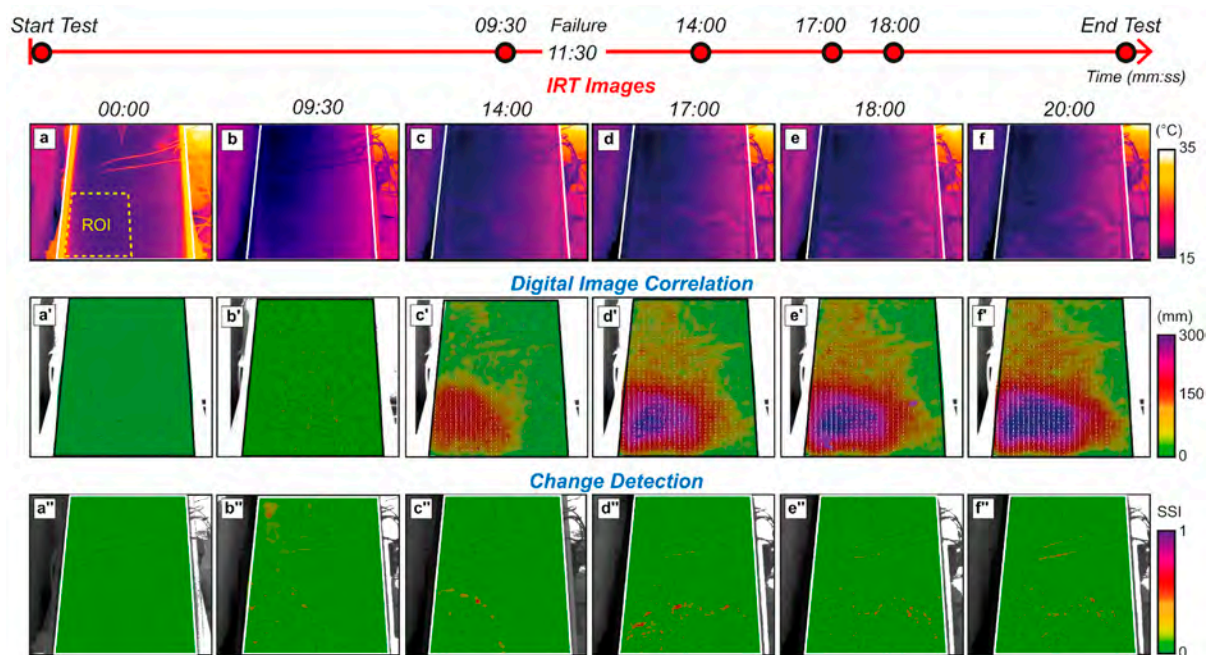 Start Test 09:30 Failure 14:00 17:00 18:00 End Test
11:30
Time (mm:ss)
IRT Images
00:00 09:30 14:00 17:00 18:00 20:00
a b c d e f (°C)
35
ROI
15
Digital Image Correlation
a' b' c' d' e' f' (mm)
300
150
0
Change Detection
a" b" c" d" e" f" SSI
1
0